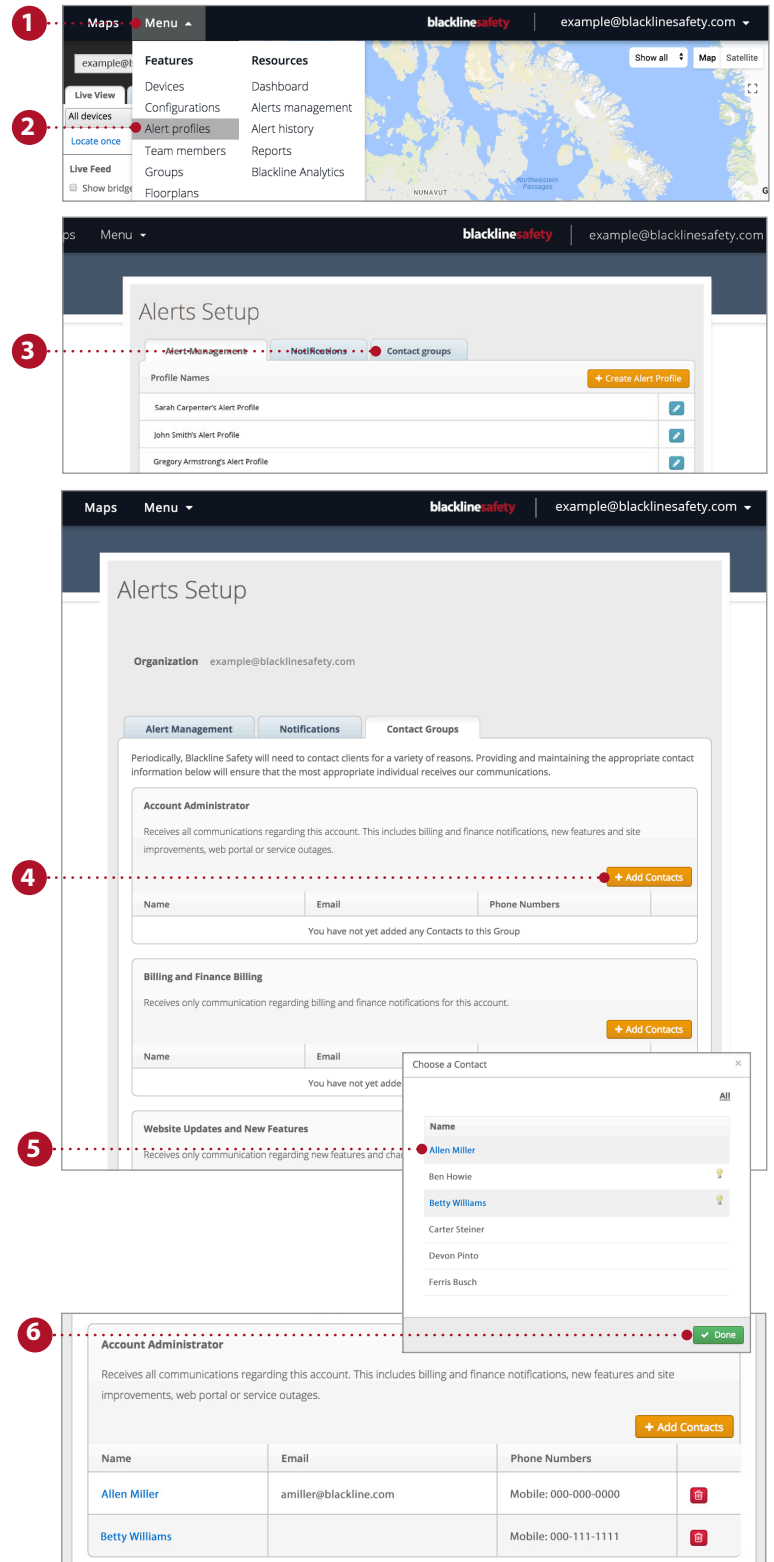 1 Maps Menu blacklinesafety example@blacklinesafety.com
example@b Features Resources Show all Map Satellite
Devices Dashboard
Live View Configurations Alerts management
2 All devices Alert profiles Alert history
Locate once Team members Reports
Live Feed Groups Blackline Analytics
Show bridge Floorplans
Northwestern
Passages
NUNAVUT
G
ps Menu blacklinesafety example@blacklinesafety.com
Alerts Setup
3 Alert Management Notifications Contact groups
Profile Names + Create Alert Profile
Sarah Carpenter's Alert Profile
John Smith's Alert Profile
Gregory Armstrong's Alert Profile
Maps Menu blacklinesafety example@blacklinesafety.com
Alerts Setup
Organization example@blacklinesafety.com
Alert Management Notifications Contact Groups
Periodically, Blackline Safety will need to contact clients for a variety of reasons. Providing and maintaining the appropriate contact
information below will ensure that the most appropriate individual receives our communications.
Account Administrator
Receives all communications regarding this account. This includes billing and finance notifications, new features and site
improvements, web portal or service outages.
4 + Add Contacts
Name Email Phone Numbers
You have not yet added any Contacts to this Group
Billing and Finance Billing
Receives only communication regarding billing and finance notifications for this account.
+ Add Contacts
Name Email
You have not yet adde
Website Updates and New Features
Receives only communication regarding new features and cha
Choose a Contact ×
All
Name
5 Allen Miller
Ben Howie
Betty Williams
Carter Steiner
Devon Pinto
Ferris Busch
6 Done
Account Administrator
Receives all communications regarding this account. This includes billing and finance notifications, new features and site
improvements, web portal or service outages.
+ Add Contacts
Name Email Phone Numbers
Allen Miller amiller@blackline.com Mobile: 000-000-0000
Betty Williams Mobile: 000-111-1111